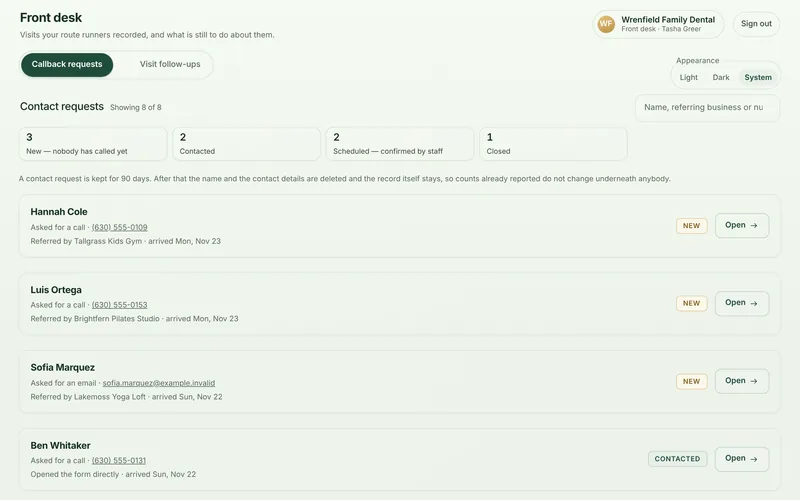 Front desk
Visits your route runners recorded, and what is still to do about them.
WF
Wrenfield Family Dental
Front desk · Tasha Greer
Sign out
Callback requests
Visit follow-ups
Appearance
Light
Dark
System
Contact requests
Showing 8 of 8
Name, referring business or nu
3
New — nobody has called yet
2
Contacted
2
Scheduled — confirmed by staff
1
Closed
A contact request is kept for 90 days. After that the name and the contact details are deleted and the record itself stays, so counts already reported do not change underneath anybody.
Hannah Cole
Asked for a call · (630) 555-0109
Referred by Tallgrass Kids Gym · arrived Mon, Nov 23
NEW
Open →
Luis Ortega
Asked for a call · (630) 555-0153
Referred by Brightfern Pilates Studio · arrived Mon, Nov 23
NEW
Open →
Sofia Marquez
Asked for an email · sofia.marquez@example.invalid
Referred by Lakemoss Yoga Loft · arrived Sun, Nov 22
NEW
Open →
Ben Whitaker
Asked for a call · (630) 555-0131
Opened the form directly · arrived Sun, Nov 22
CONTACTED
Open →